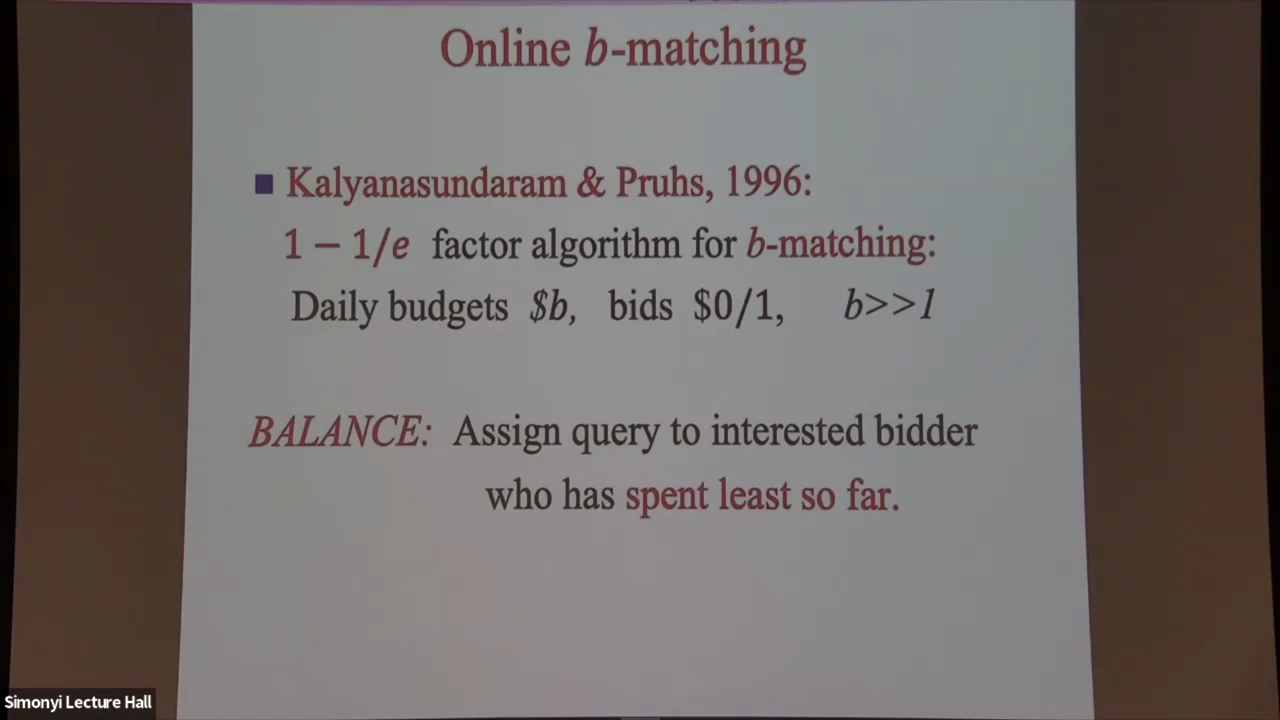 Online b-matching
■ Kalyanasundaram & Pruhs, 1996:
1 – 1/e factor algorithm for b-matching:
Daily budgets $b, bids $0/1, b>>1
BALANCE: Assign query to interested bidder
who has spent least so far.
Simonyi Lecture Hall